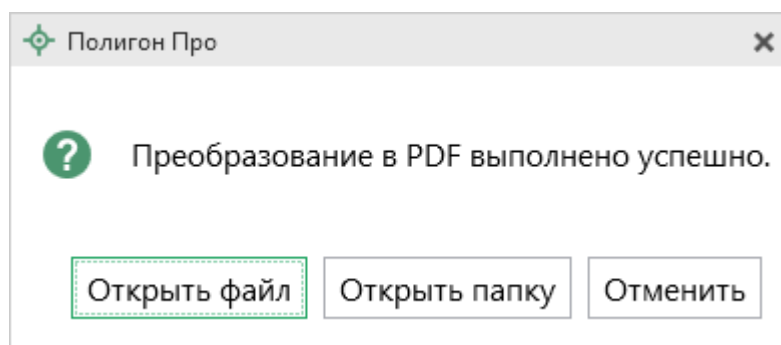 Полигон Про
Преобразование в PDF выполнено успешно.
Открыть файл Открыть папку Отменить